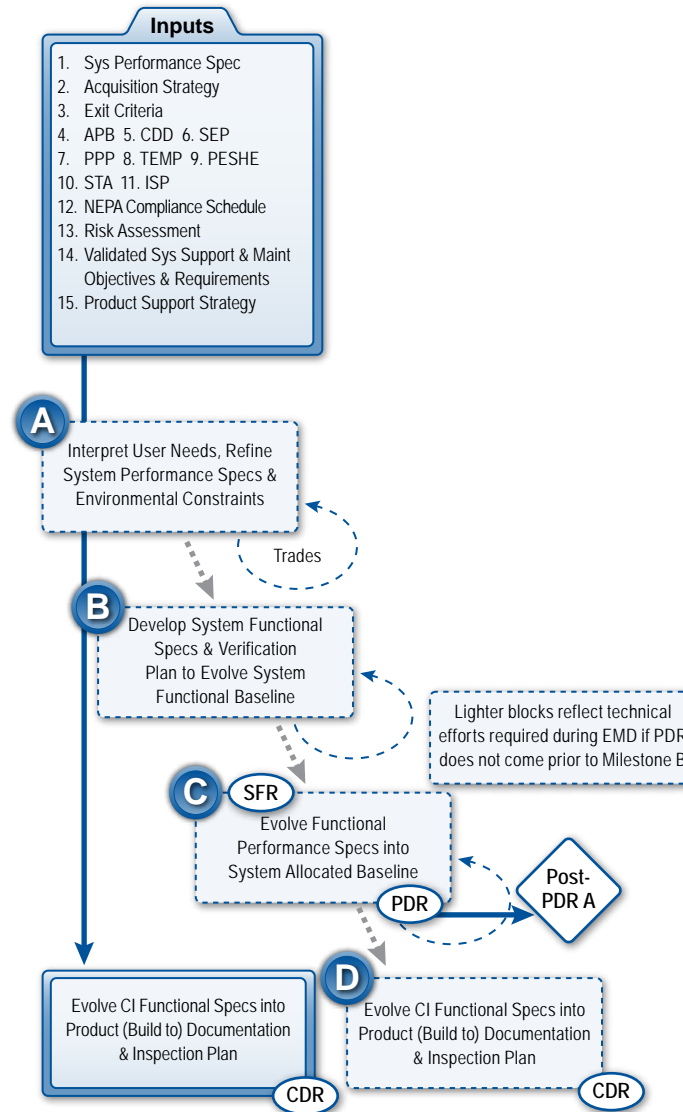 Inputs
1. Sys Performance Spec
2. Acquisition Strategy
3. Exit Criteria
4. APB 5. CDD 6. SEP
7. PPP 8. TEMP 9. PESHE
10. STA 11. ISP
12. NEPA Compliance Schedule
13. Risk Assessment
14. Validated Sys Support & Maint
Objectives & Requirements
15. Product Support Strategy
A
Interpret User Needs, Refine
System Performance Specs &
Environmental Constraints
Trades
B
Develop System Functional
Specs & Verification
Plan to Evolve System
Functional Baseline
Lighter blocks reflect technical
efforts required during EMD if PDR
does not come prior to Milestone B
C
SFR
Evolve Functional
Performance Specs into
System Allocated Baseline
PDR
Post-
PDR A
Evolve CI Functional Specs into
Product (Build to) Documentation
& Inspection Plan
CDR
D
Evolve CI Functional Specs into
Product (Build to) Documentation
& Inspection Plan
CDR